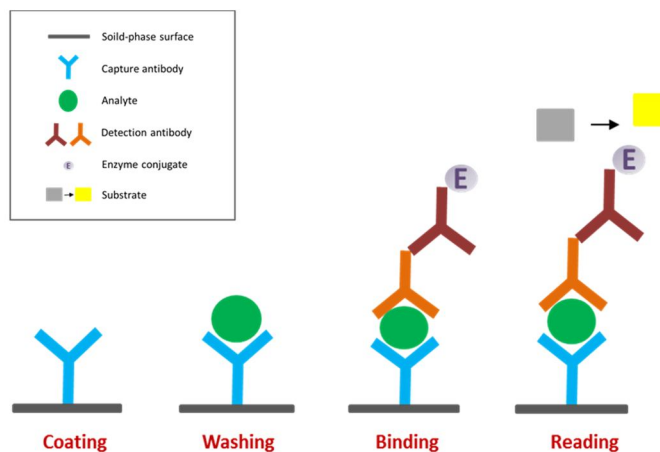 Soild-phase surface
Capture antibody
Analyte
Detection antibody
E
Enzyme conjugate
Substrate
E
E
Coating
Washing
Binding
Reading